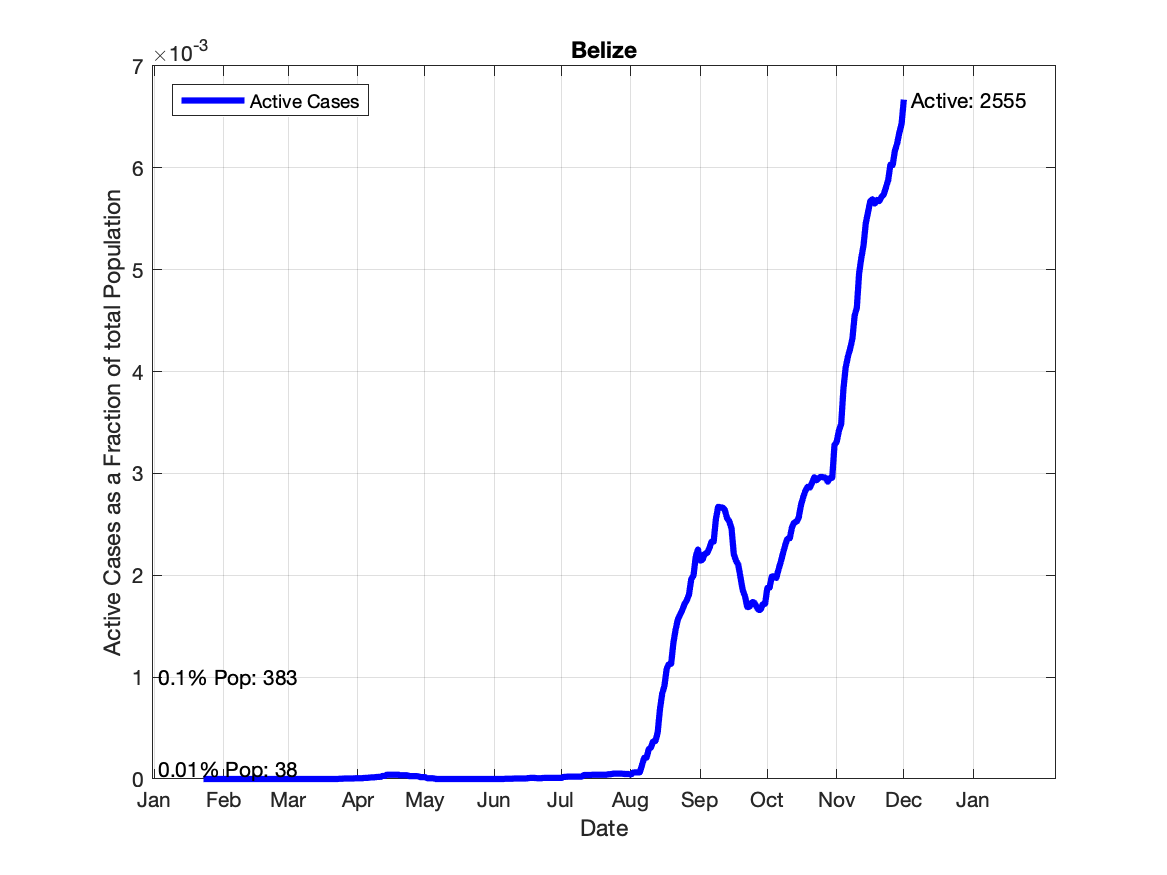 Belize
×10-3
7
6
5
4
3
2
1
0
Active Cases
Active: 2555
0.1% Pop: 383
0.01% Pop: 38
Active Cases as a Fraction of total Population
Jan Feb Mar Apr May Jun Jul Aug Sep Oct Nov Dec Jan
Date